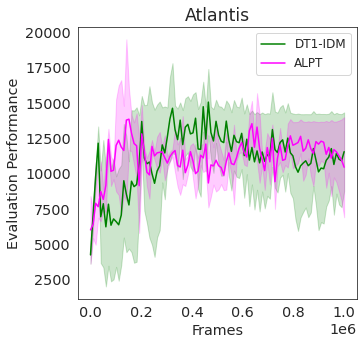 Atlantis
DT1-IDM
ALPT
Evaluation Performance
20000
17500
15000
12500
10000
7500
5000
2500
0.0 0.2 0.4 0.6 0.8 1.0
1e6
Frames